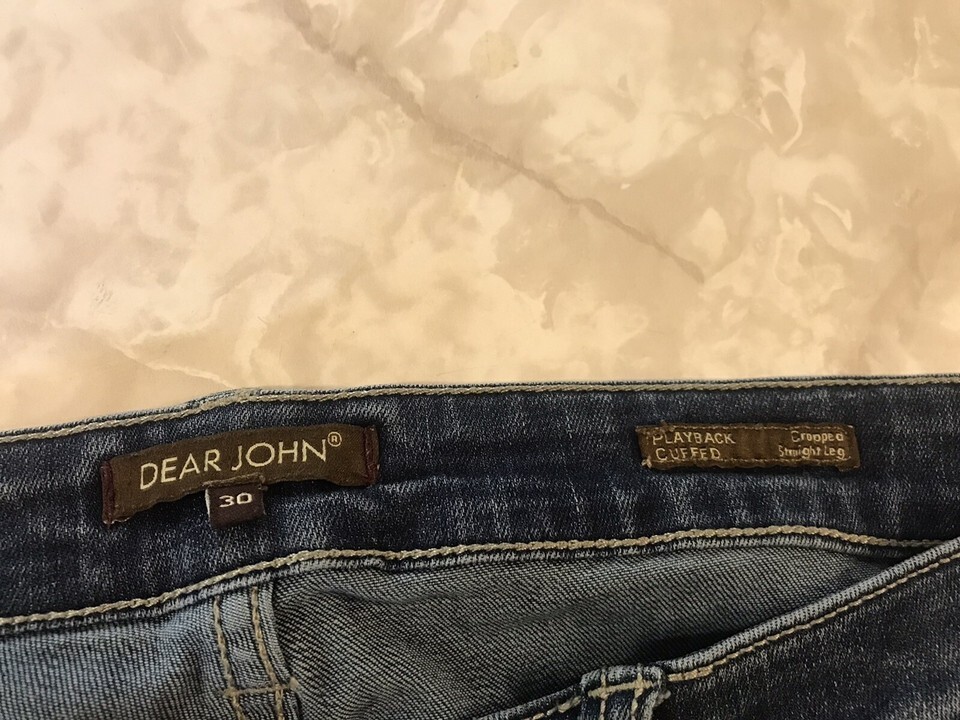 DEAR JOHN®
30
PLAYBACK
CUFFED
Cropped
Straight Leg